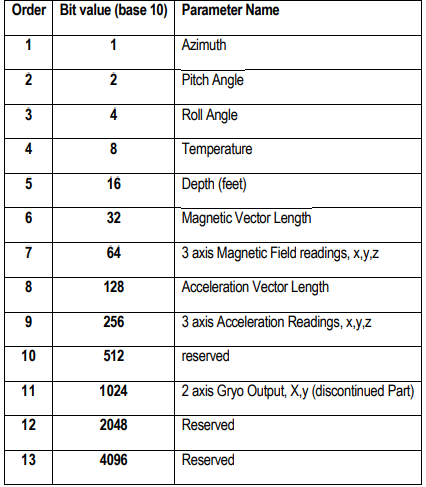 Order Bit value (base 10) Parameter Name
1 1 Azimuth
2 2 Pitch Angle
3 4 Roll Angle
4 8 Temperature
5 16 Depth (feet)
6 32 Magnetic Vector Length
7 64 3 axis Magnetic Field readings, x,y,z
8 128 Acceleration Vector Length
9 256 3 axis Acceleration Readings, x,y,z
10 512 reserved
11 1024 2 axis Gryo Output, X,y (discontinued Part)
12 2048 Reserved
13 4096 Reserved